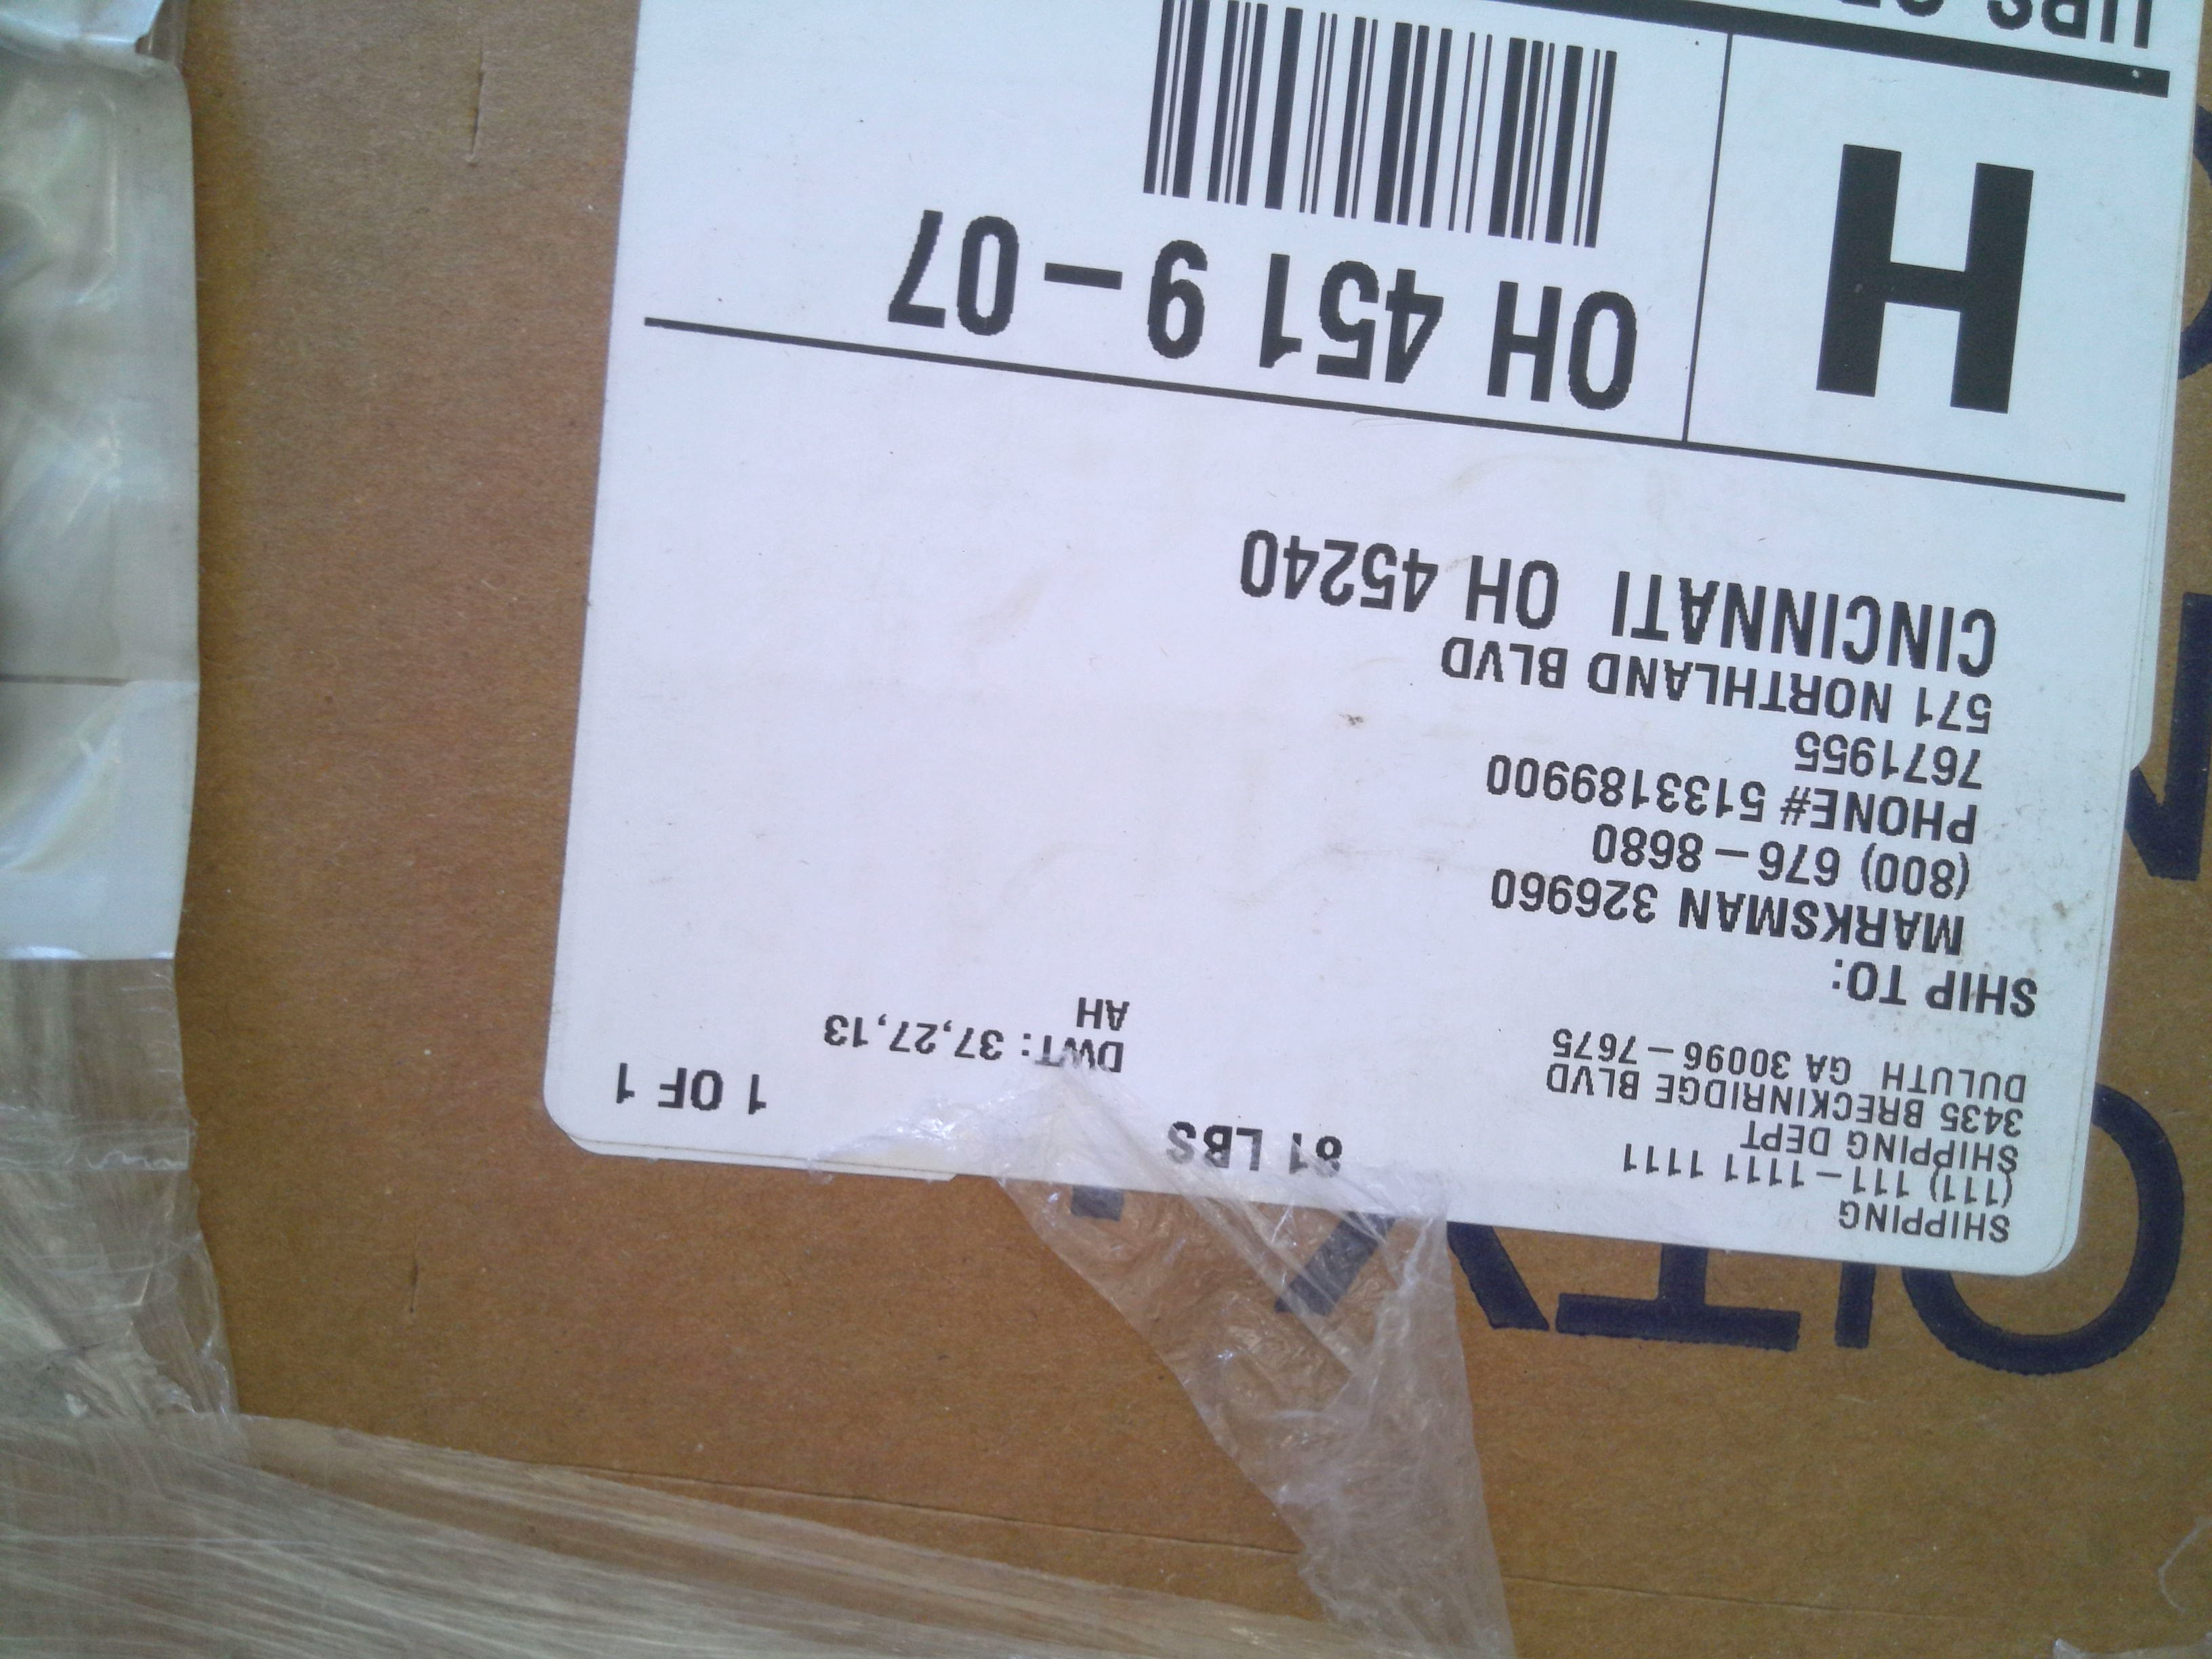 SHIPPING
(111) 111-1111 1111
SHIPPING DEPT
3435 BRECKINRIDGE BLVD
DULUTH GA 30096-7675
LBS
1 OF 1
DWT: 37,27,13
AH
SHIP TO:
MARKSMAN 326960
(800) 676-8680
PHONE# 5133189900
7671955
571 NORTHLAND BLVD
CINCINNATI OH 45240
H
OH 451 9-07
UPS